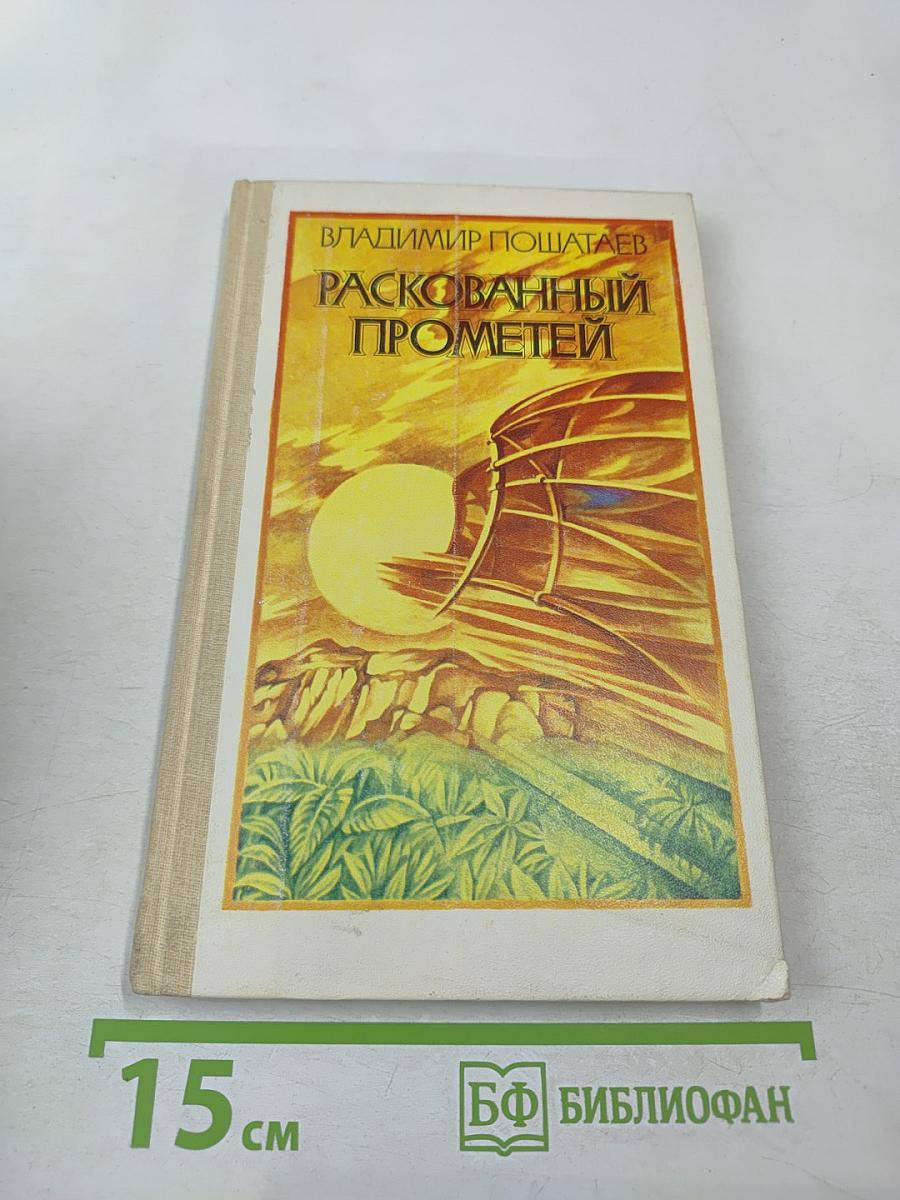 ВЛАДИМИР ПОШАТАЕВ
РАСКОВАННЫЙ
ПРОМЕТЕЙ
15 см
БФ БИБЛИОФАН